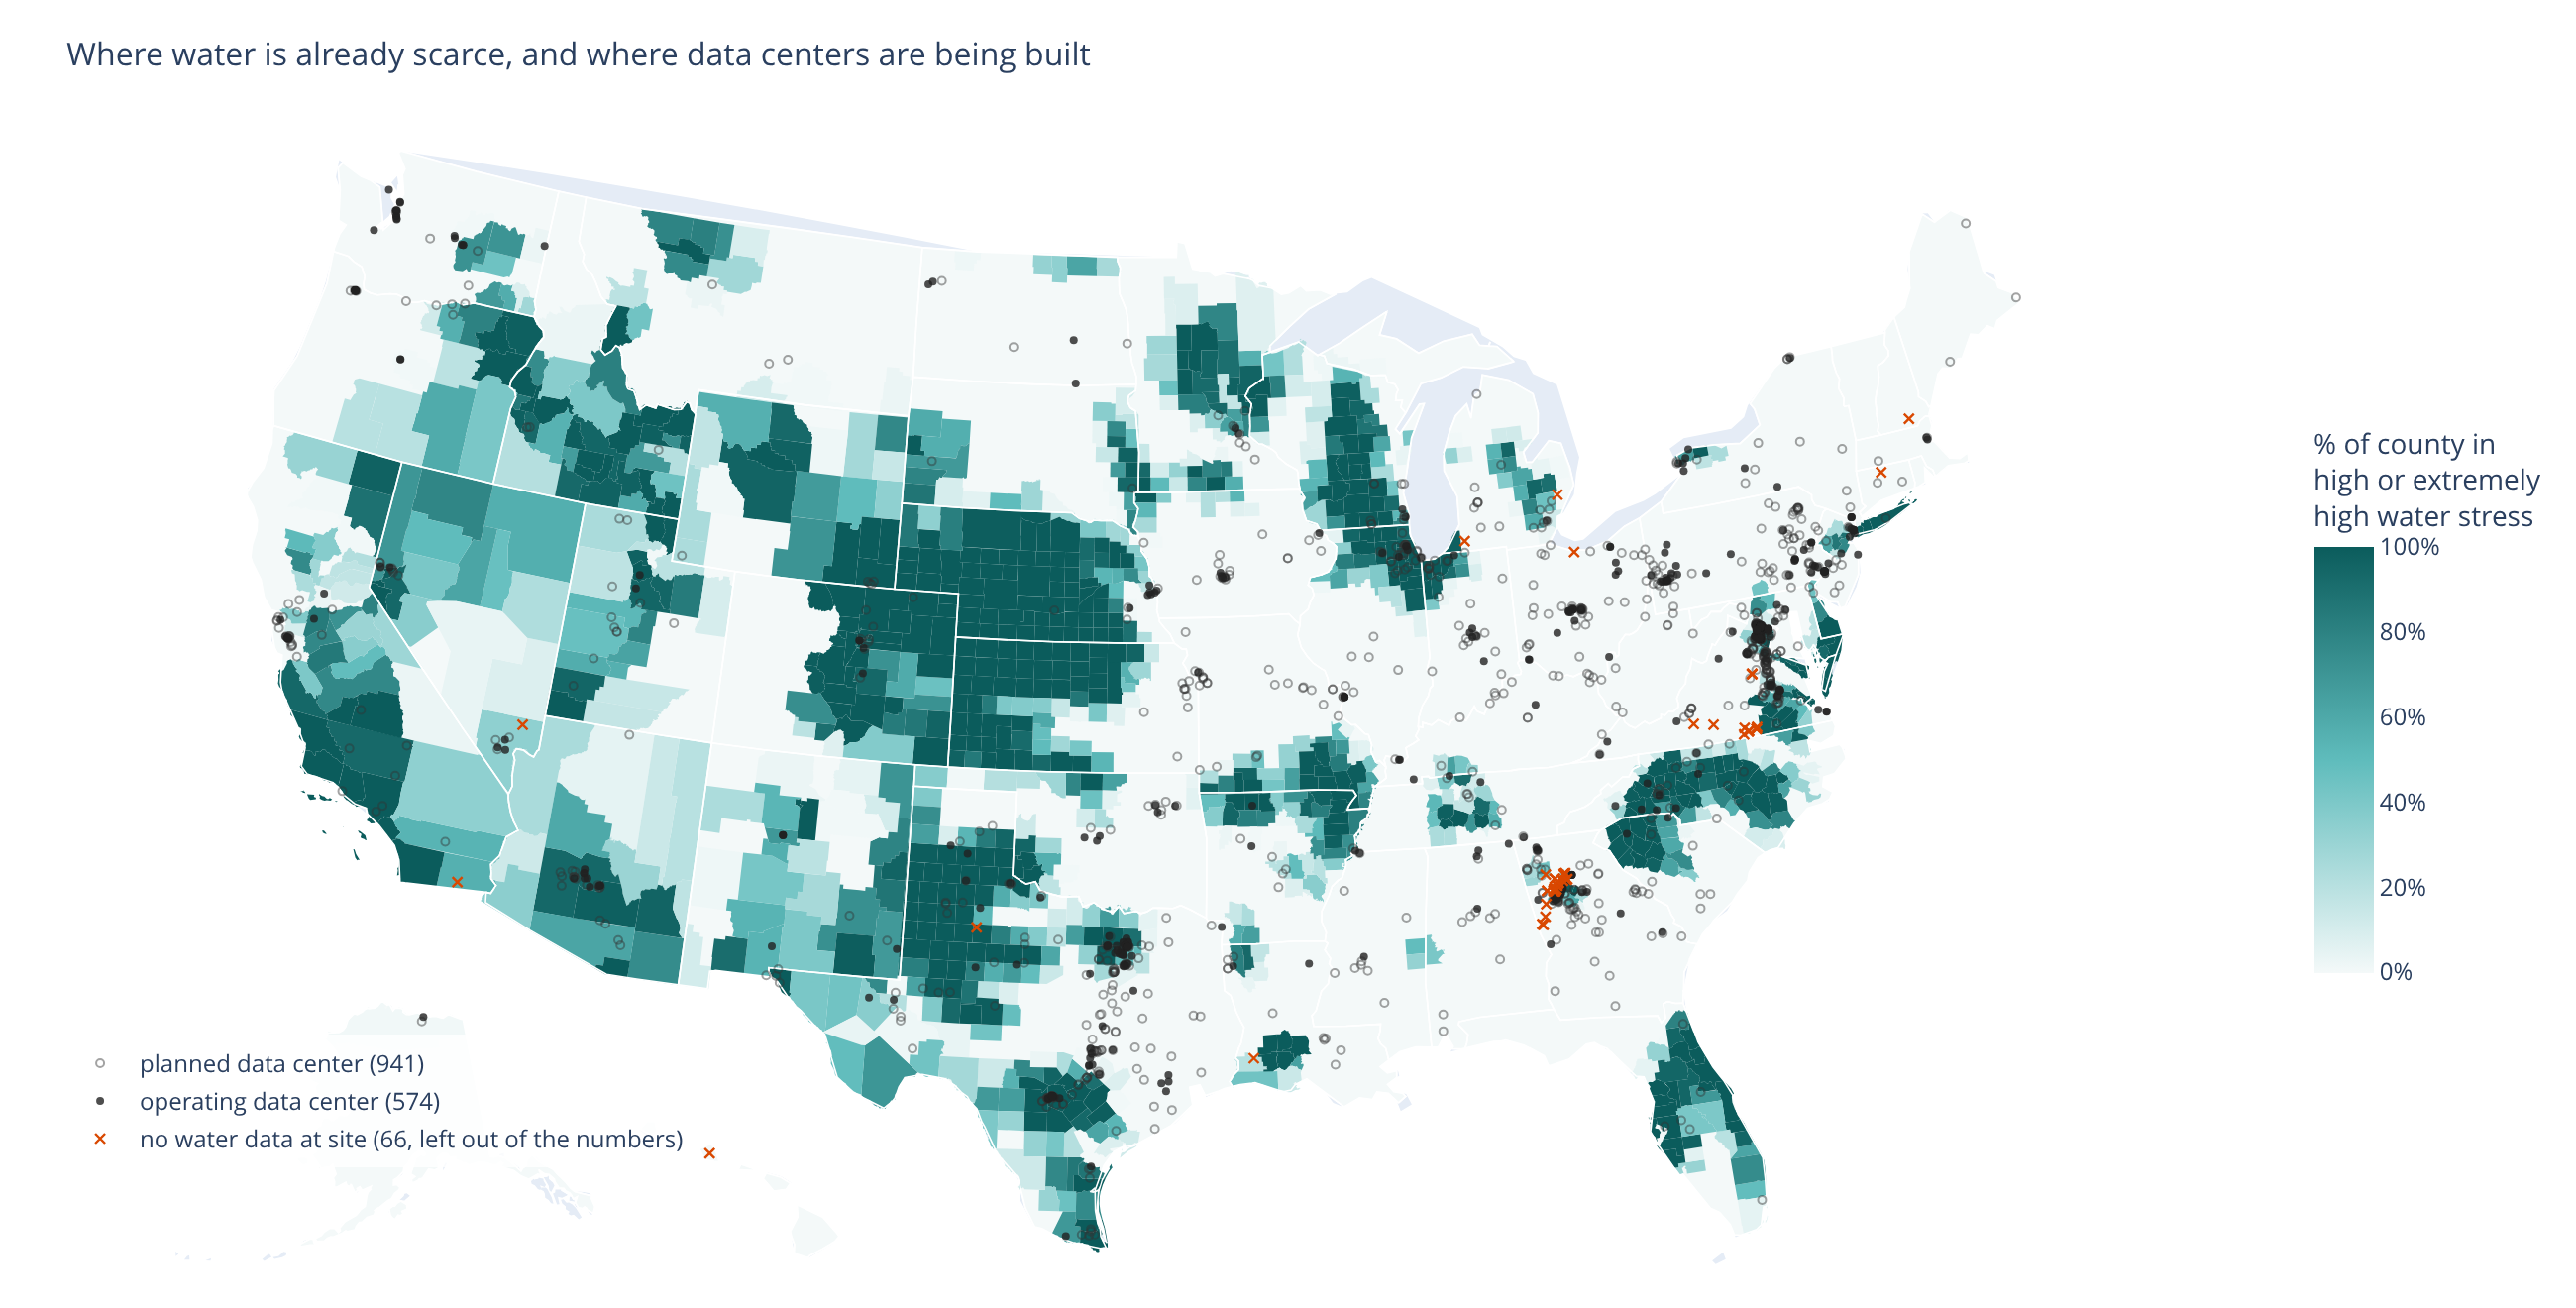 Where water is already scarce, and where data centers are being built
% of county in
high or extremely
high water stress
100%
80%
60%
40%
20%
0%
planned data center (941)
operating data center (574)
no water data at site (66, left out of the numbers)